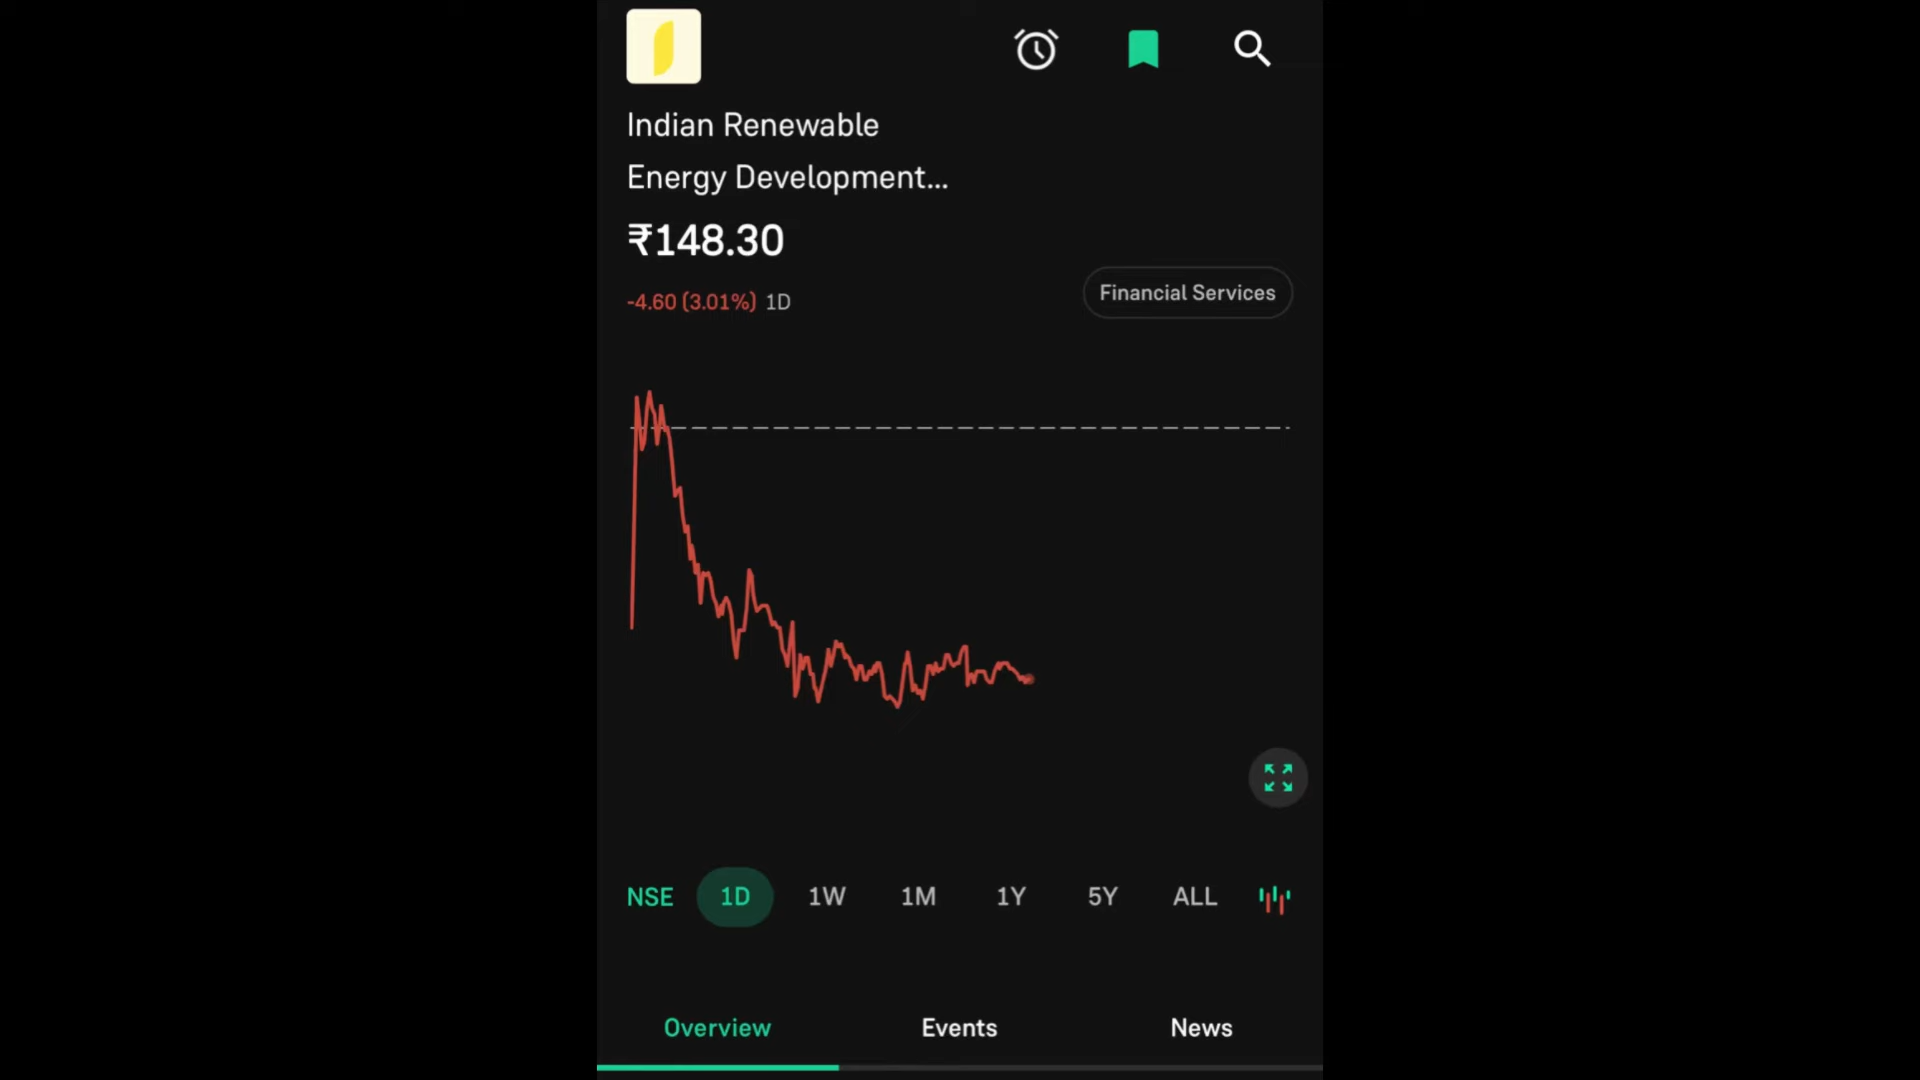 Indian Renewable
Energy Development...
₹148.30
-4.60 (3.01%) 1D
Financial Services
NSE 1D 1W 1M 1Y 5Y ALL
Overview Events News